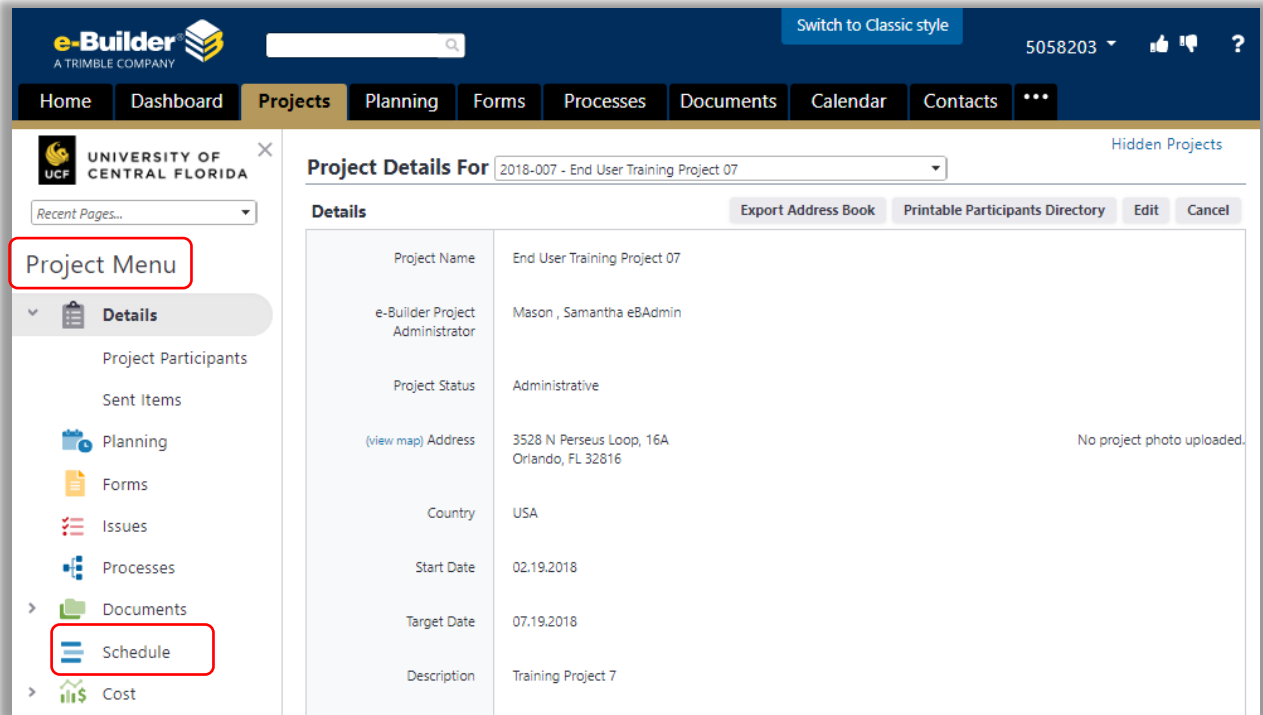 Switch to Classic style
e-Builder®
A TRIMBLE COMPANY
5058203
?
Home Dashboard Projects Planning Forms Processes Documents Calendar Contacts •••
UCF
UNIVERSITY OF
CENTRAL FLORIDA
Recent Pages...
Project Menu
Details
Project Participants
Sent Items
Planning
Forms
Issues
Processes
Documents
Schedule
Cost
Hidden Projects
Project Details For 2018-007 - End User Training Project 07
Details Export Address Book Printable Participants Directory Edit Cancel
Project Name End User Training Project 07
e-Builder Project
Administrator
Mason , Samantha eBAdmin
Project Status Administrative
(view map) Address
3528 N Perseus Loop, 16A
Orlando, FL 32816
No project photo uploaded.
Country USA
Start Date 02.19.2018
Target Date 07.19.2018
Description Training Project 7